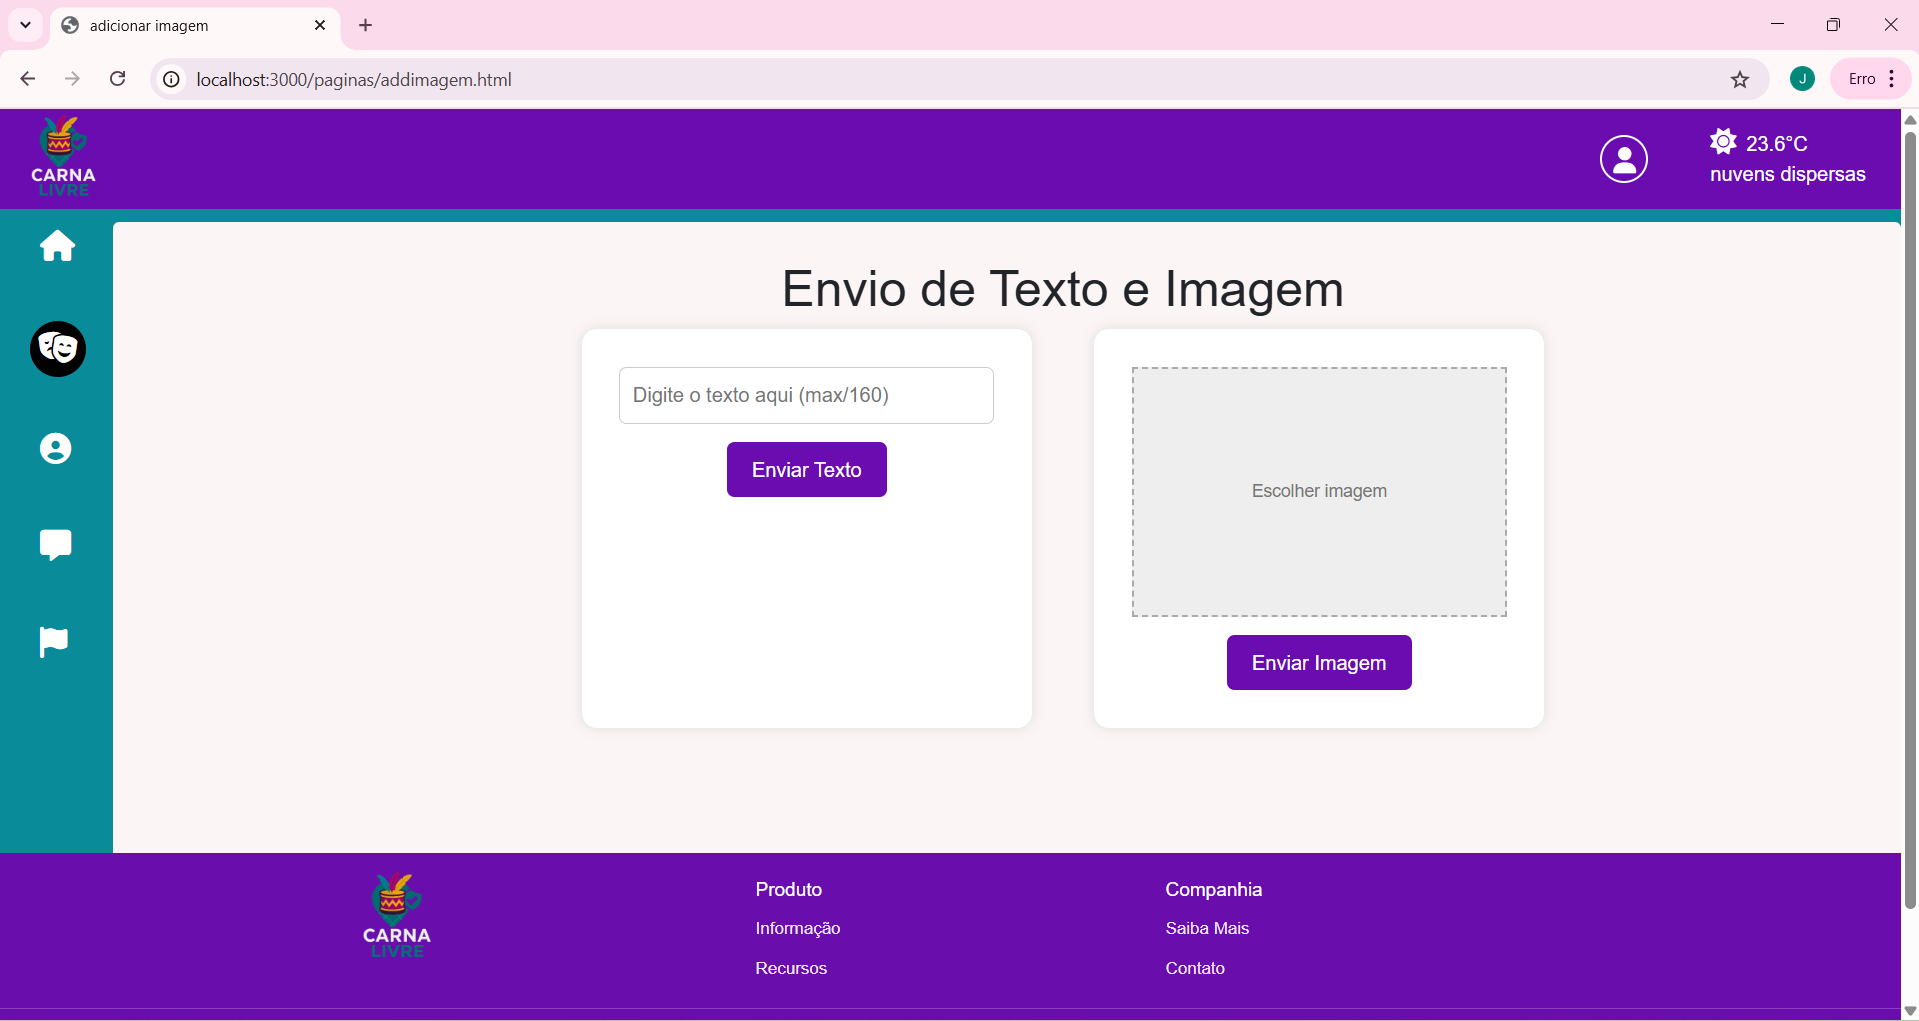 adicionar imagem
localhost:3000/paginas/addimagem.html
J
Erro
CARNA
LIVRE
23.6°C
nuvens dispersas
Envio de Texto e Imagem
Digite o texto aqui (max/160)
Enviar Texto
Escolher imagem
Enviar Imagem
CARNA
LIVRE
Produto
Informação
Recursos
Companhia
Saiba Mais
Contato